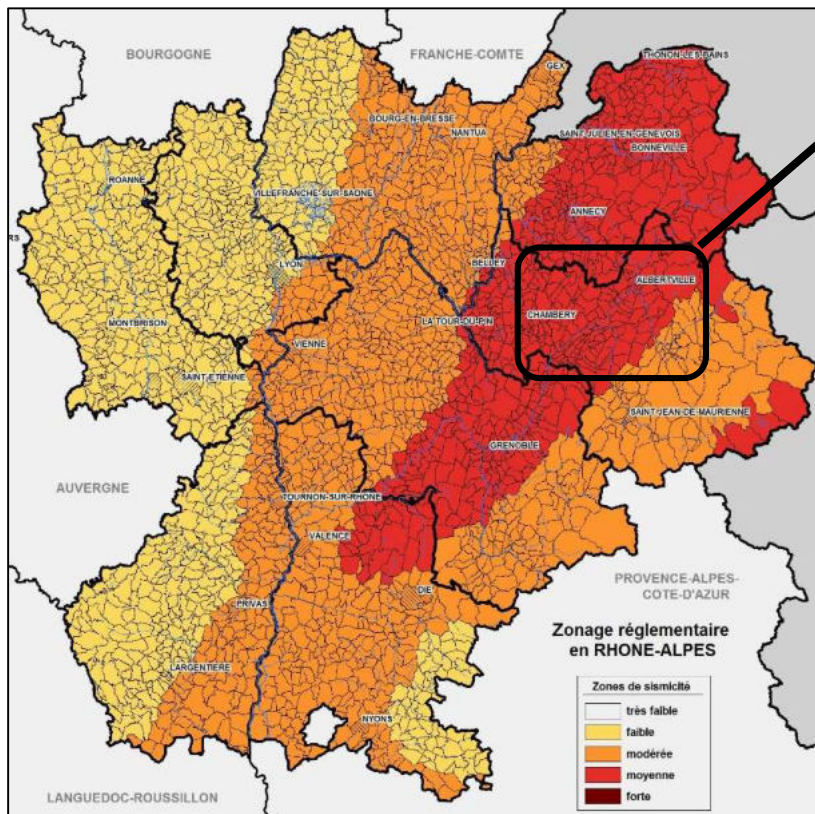 BOURGOGNE
FRANCHE-COMTE
THONON-LES-BAINS
GEX
BOURG-EN-BRESSE
NANTUA
SAINT-JULIEN-EN-GENEVOIS
BONNEVILLE
ROANNE
VILLEFRANCHE-SUR-SAONE
ANNECY
LYON
BELLEY
ALBERTVILLE
MONTBRISON
CHAMBERY
LA TOUR-DU-PIN
VIENNE
SAINT-ETIENNE
SAINT-JEAN-DE-MAURIENNE
GRENOBLE
AUVERGNE
TOURNON-SUR-RHONE
VALENCE
DIE
PROVENCE-ALPES-
COTE-D'AZUR
PRIVAS
Zonage réglementaire
en RHONE-ALPES
LARGENTIERE
Zones de sismicité
très faible
NYONS
faible
modérée
moyenne
forte
LANGUEDOC-ROUSSILLON